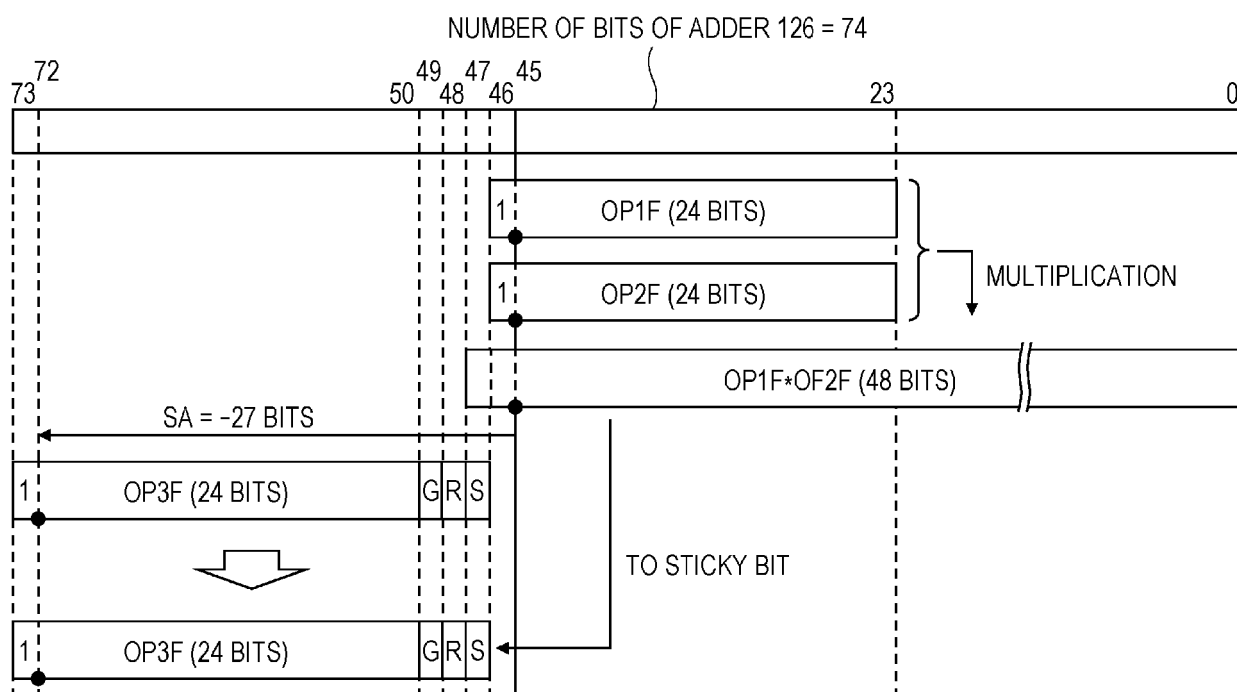 NUMBER OF BITS OF ADDER 126 = 74
73 72 50 49 48 47 46 45 23 0
1 OP1F (24 BITS)
1 OP2F (24 BITS)
MULTIPLICATION
OP1F*OF2F (48 BITS)
SA = –27 BITS
1 OP3F (24 BITS) G R S
TO STICKY BIT
1 OP3F (24 BITS) G R S